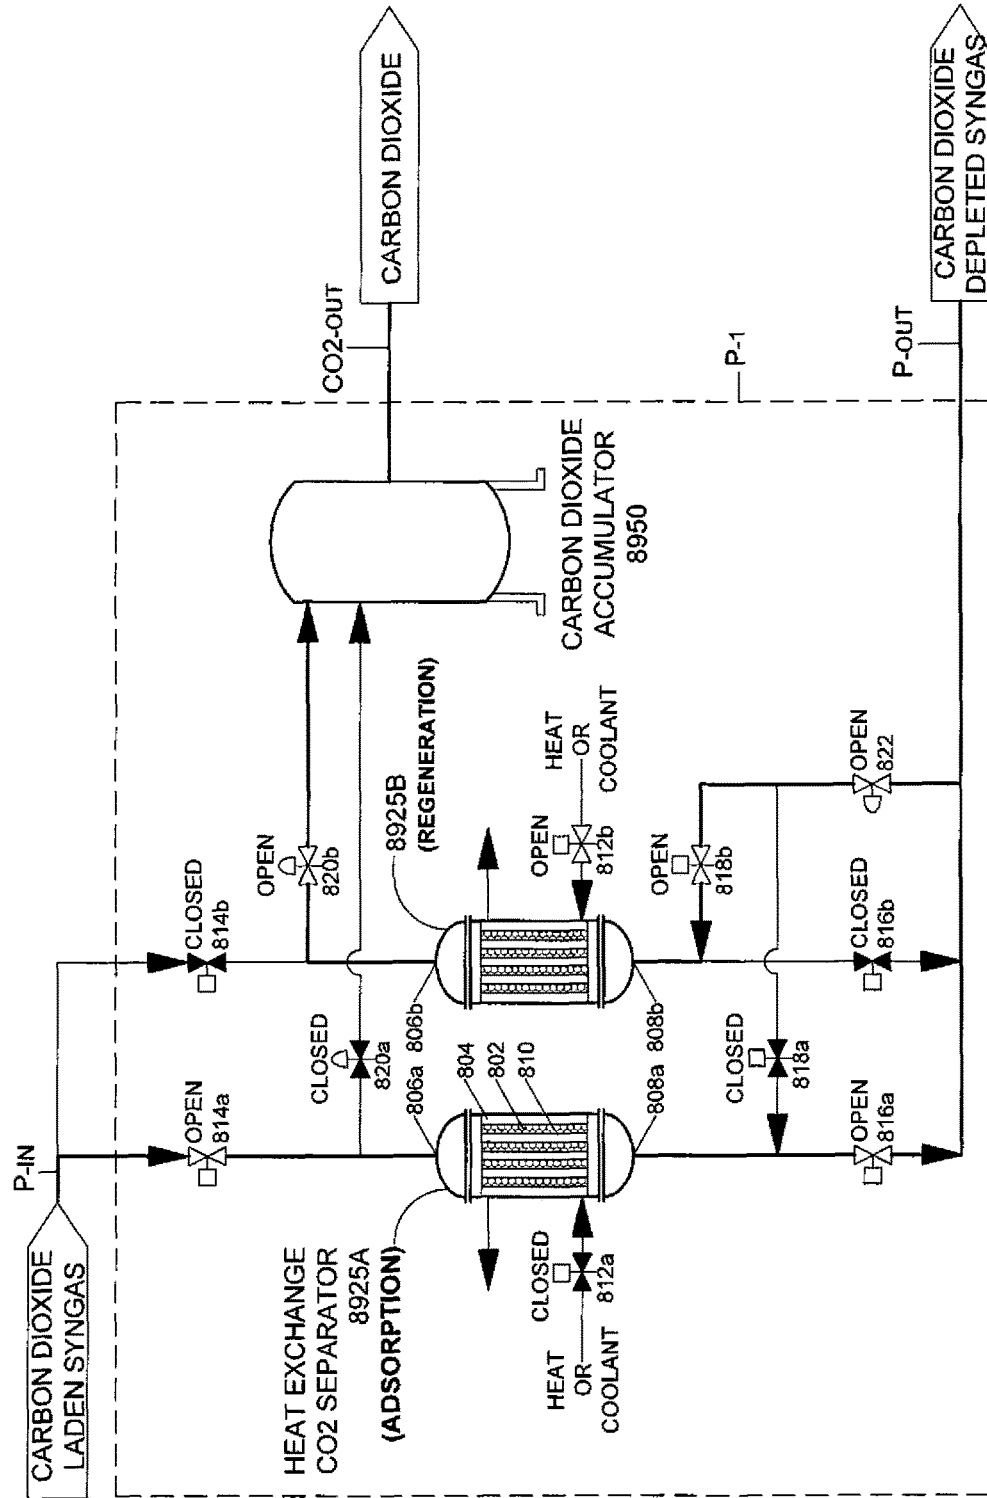 CARBON DIOXIDE
LADEN SYNGAS
P-IN
OPEN
814a
CLOSED
814b
CLOSED
820a
OPEN
820b
CO2-OUT
CARBON DIOXIDE
CARBON DIOXIDE
ACCUMULATOR
8950
HEAT EXCHANGE
CO2 SEPARATOR
8925A
(ADSORPTION)
806a
806b
804
802
810
8925B
(REGENERATION)
808a
808b
HEAT
OR
COOLANT
CLOSED
812a
OPEN
812b
HEAT
OR
COOLANT
CLOSED
818a
OPEN
818b
OPEN
816a
CLOSED
816b
OPEN
822
P-1
P-OUT
CARBON DIOXIDE
DEPLETED SYNGAS